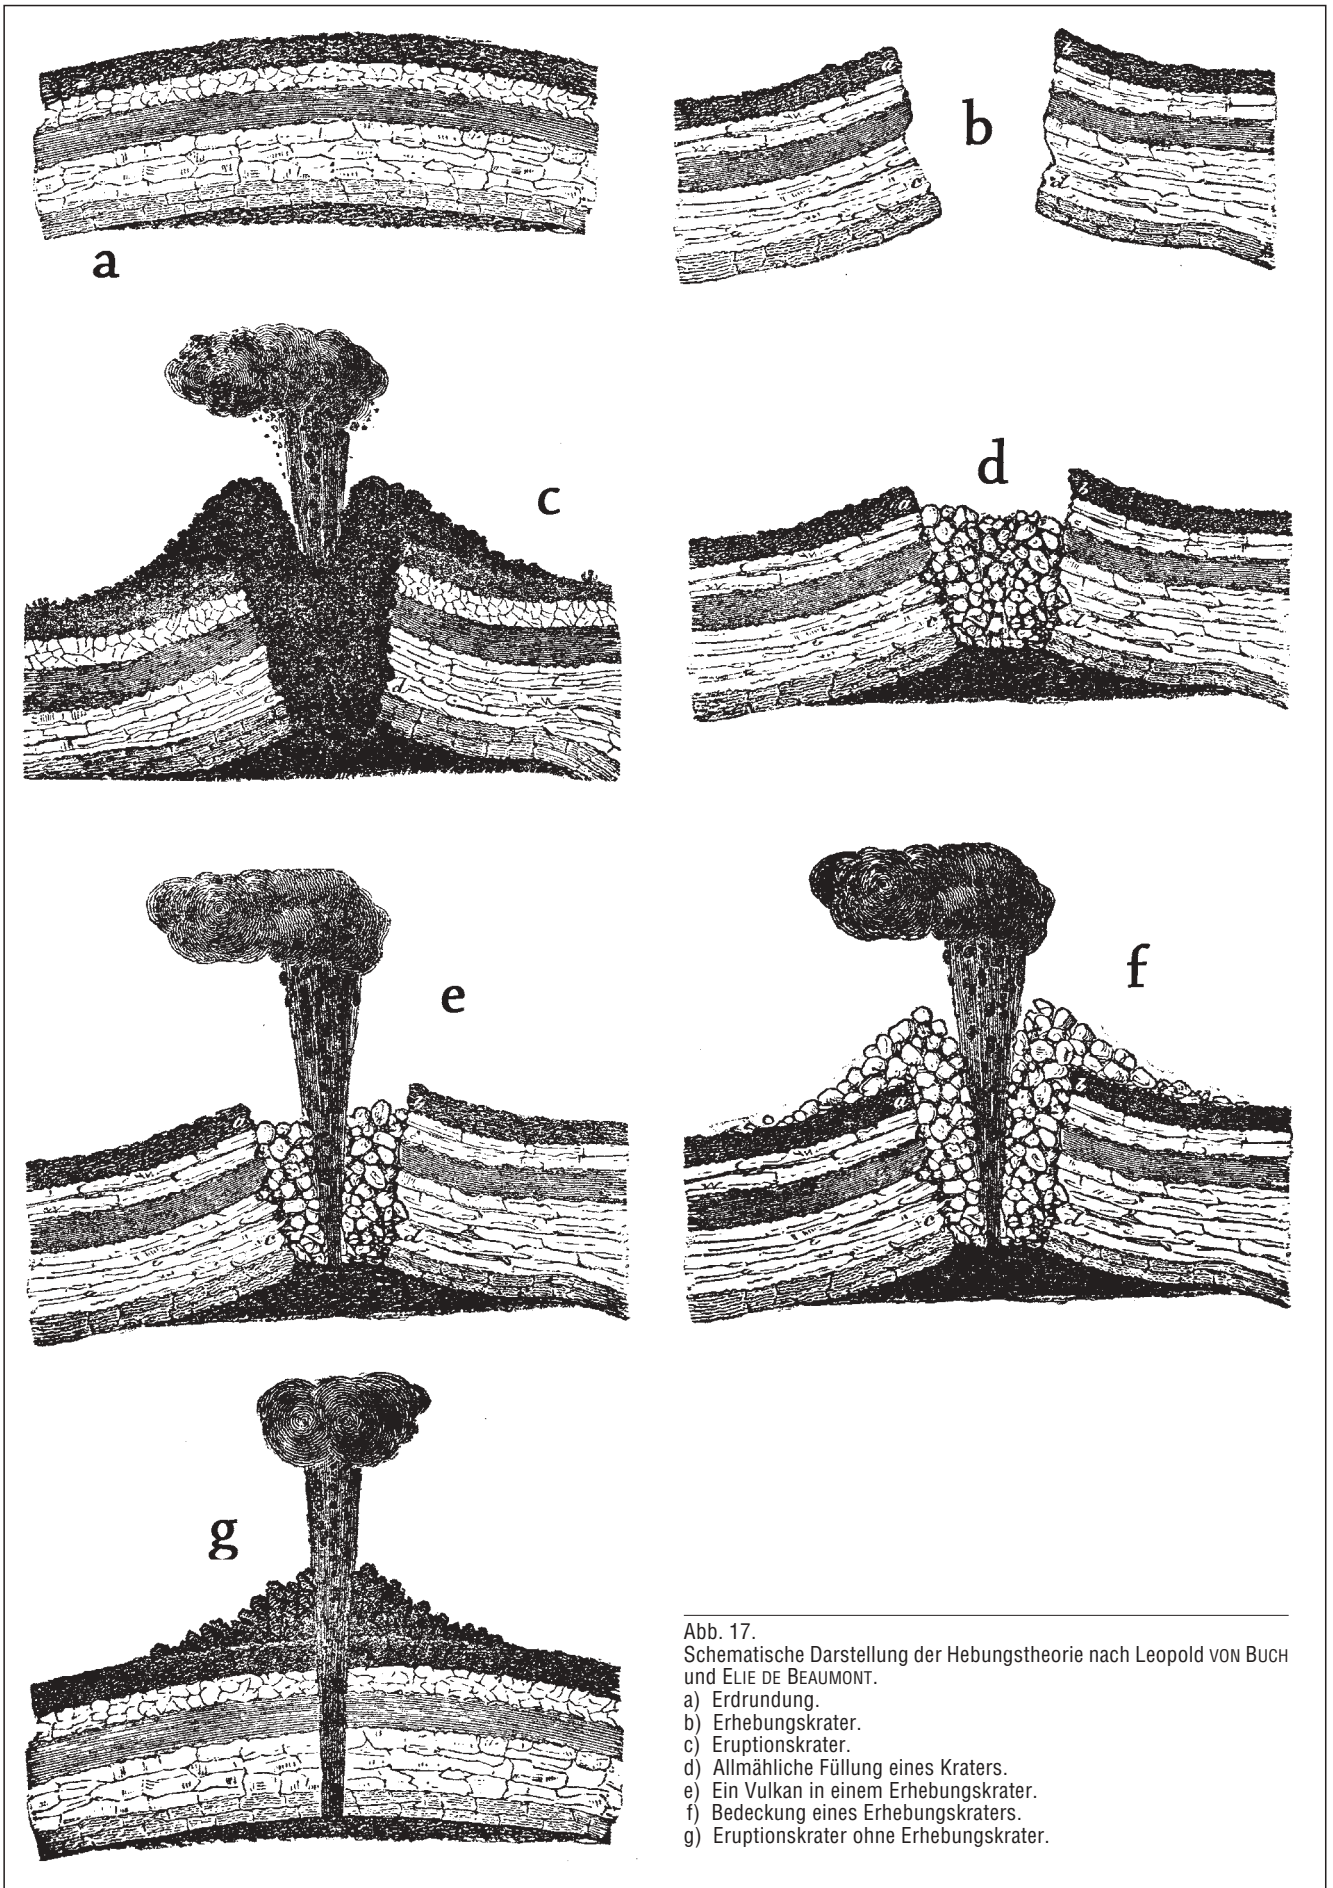 a
b
a
b
c
d
c
d
d
a
b
c
e
f
a
c
d
a
b
c
d
g
Abb. 17.
Schematische Darstellung der Hebungstheorie nach Leopold VON BUCH
und ELIE DE BEAUMONT.
a) Erdrundung.
b) Erhebungskrater.
c) Eruptionskrater.
d) Allmähliche Füllung eines Kraters.
e) Ein Vulkan in einem Erhebungskrater.
f) Bedeckung eines Erhebungskraters.
g) Eruptionskrater ohne Erhebungskrater.